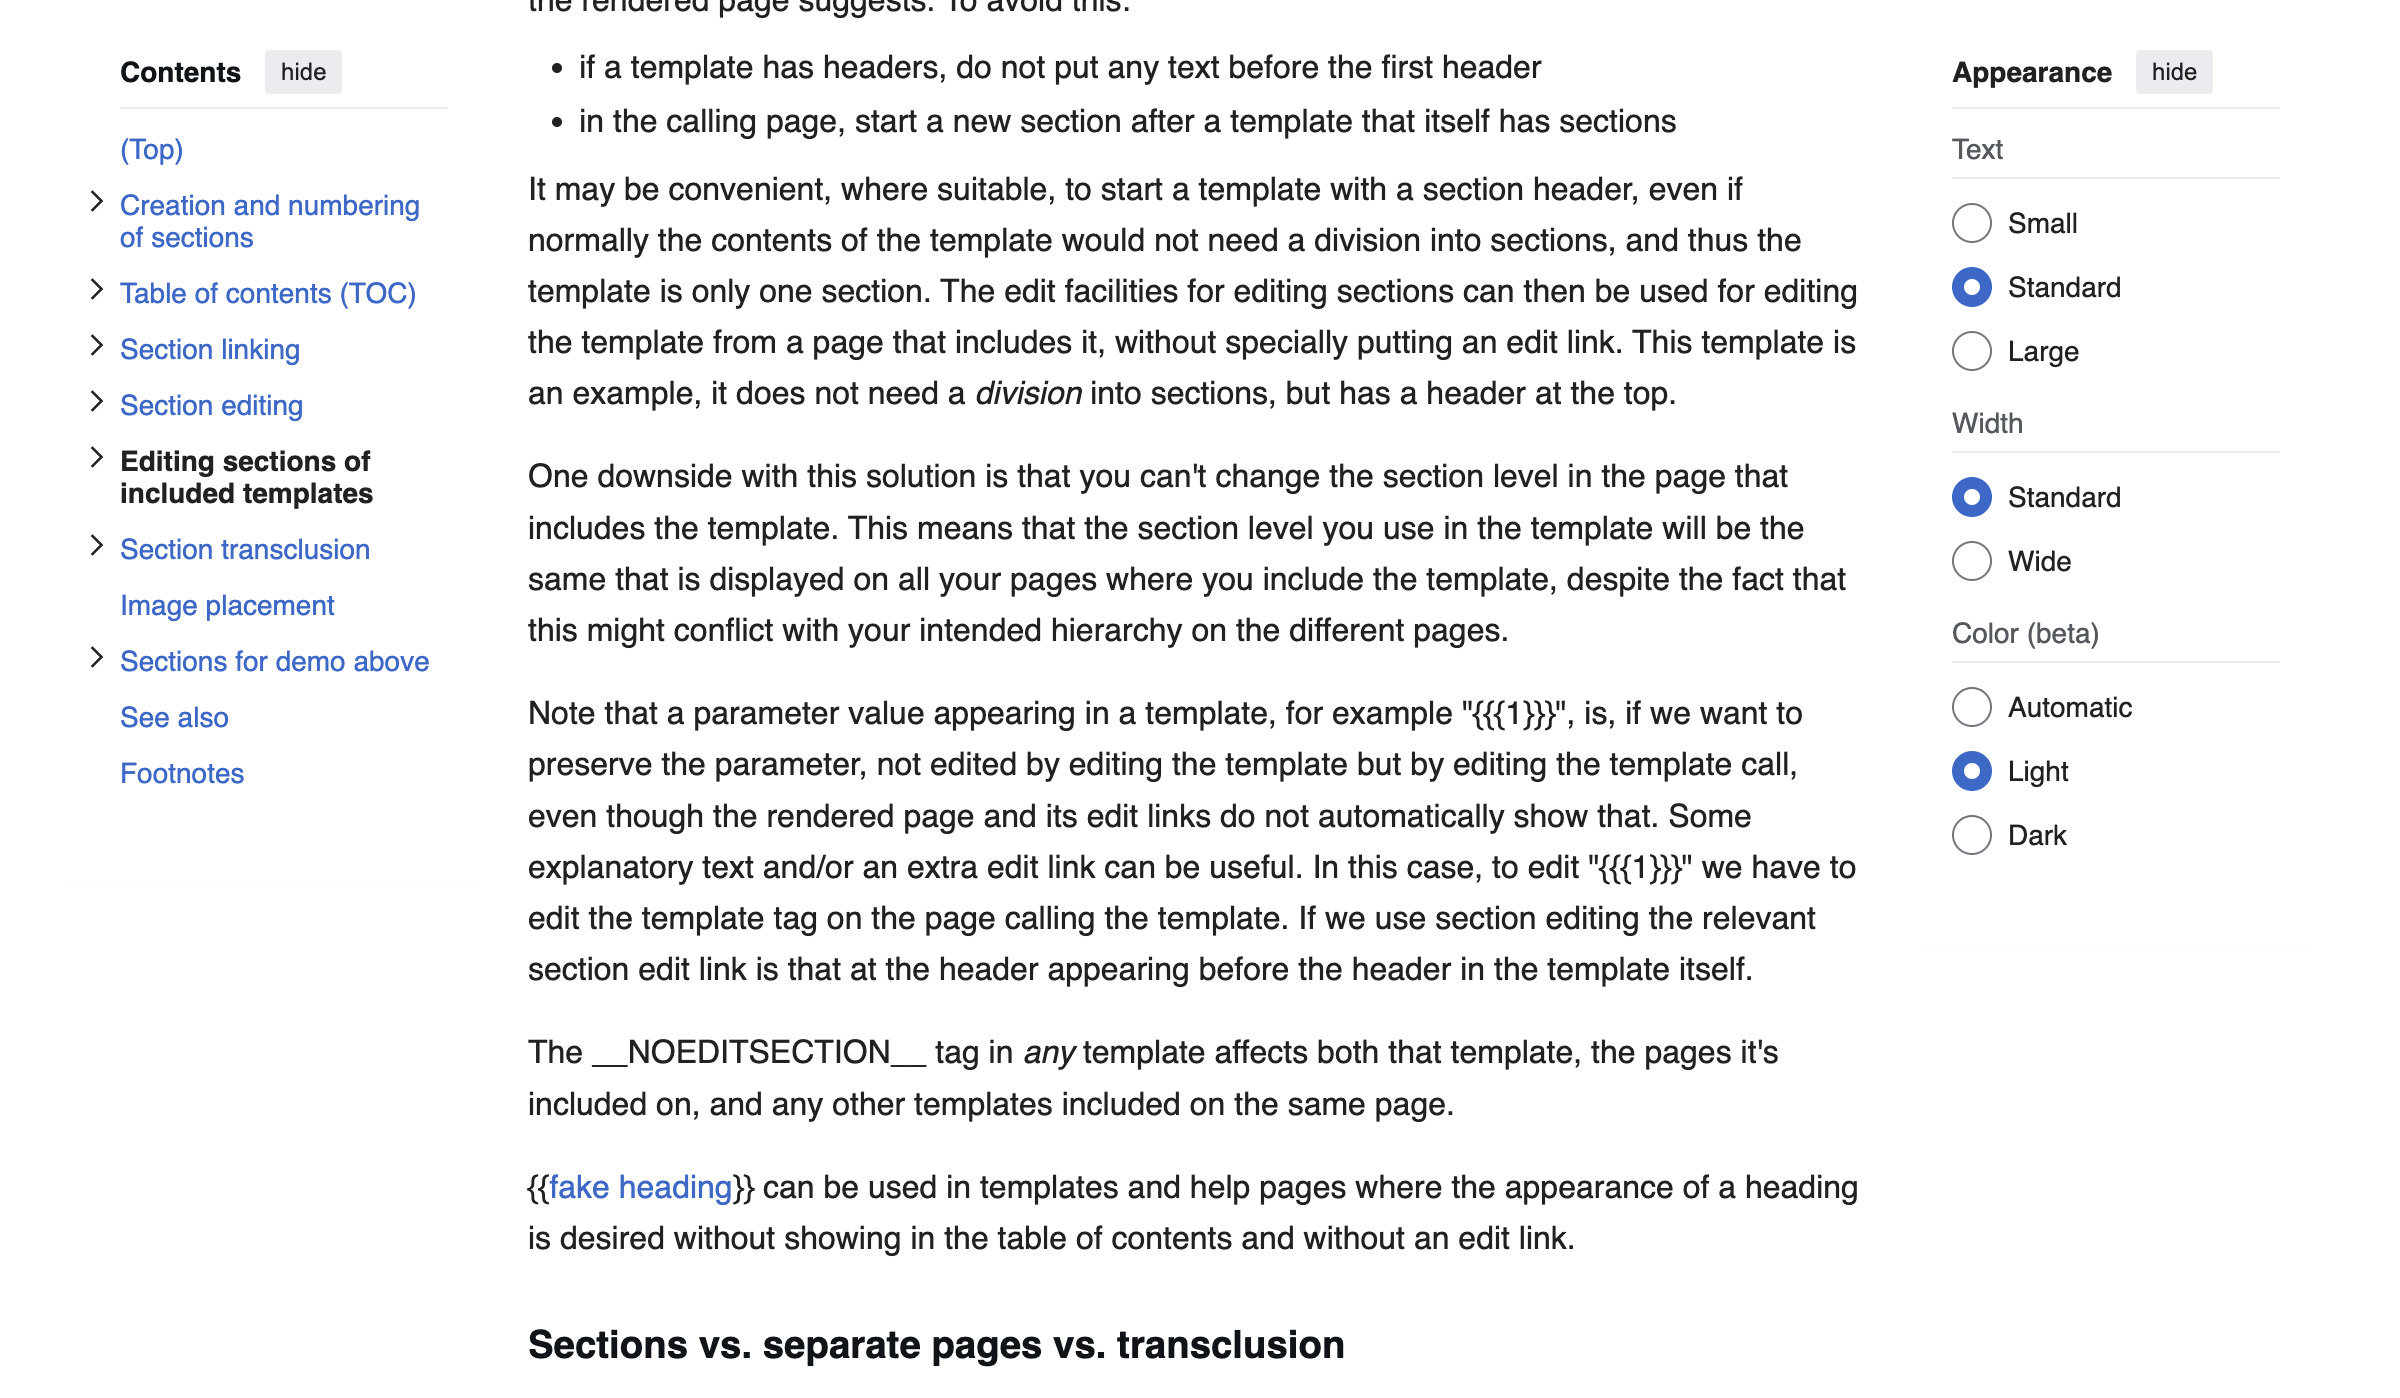 the rendered page suggests. To avoid this:
Contents hide
(Top)
Creation and numbering
of sections
Table of contents (TOC)
Section linking
Section editing
Editing sections of
included templates
Section transclusion
Image placement
Sections for demo above
See also
Footnotes
• if a template has headers, do not put any text before the first header
• in the calling page, start a new section after a template that itself has sections
It may be convenient, where suitable, to start a template with a section header, even if
normally the contents of the template would not need a division into sections, and thus the
template is only one section. The edit facilities for editing sections can then be used for editing
the template from a page that includes it, without specially putting an edit link. This template is
an example, it does not need a division into sections, but has a header at the top.
One downside with this solution is that you can't change the section level in the page that
includes the template. This means that the section level you use in the template will be the
same that is displayed on all your pages where you include the template, despite the fact that
this might conflict with your intended hierarchy on the different pages.
Note that a parameter value appearing in a template, for example "{{{1}}}", is, if we want to
preserve the parameter, not edited by editing the template but by editing the template call,
even though the rendered page and its edit links do not automatically show that. Some
explanatory text and/or an extra edit link can be useful. In this case, to edit "{{{1}}}" we have to
edit the template tag on the page calling the template. If we use section editing the relevant
section edit link is that at the header appearing before the header in the template itself.
The __NOEDITSECTION__ tag in any template affects both that template, the pages it's
included on, and any other templates included on the same page.
{{fake heading}} can be used in templates and help pages where the appearance of a heading
is desired without showing in the table of contents and without an edit link.
Sections vs. separate pages vs. transclusion
Appearance hide
Text
Small
Standard
Large
Width
Standard
Wide
Color (beta)
Automatic
Light
Dark